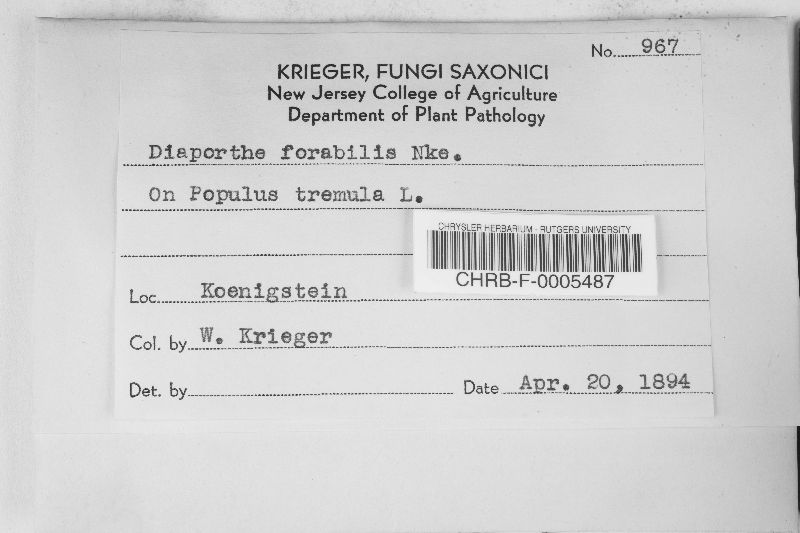 No. 967
KRIEGER, FUNGI SAXONICI
New Jersey College of Agriculture
Department of Plant Pathology
Diaporthe forabilis Nke.
On Populus tremula L.
CHRYSLER HERBARIUM - RUTGERS UNIVERSITY
CHRB-F-0005487
Loc. Koenigstein
Col. by W. Krieger
Det. by Date Apr. 20, 1894